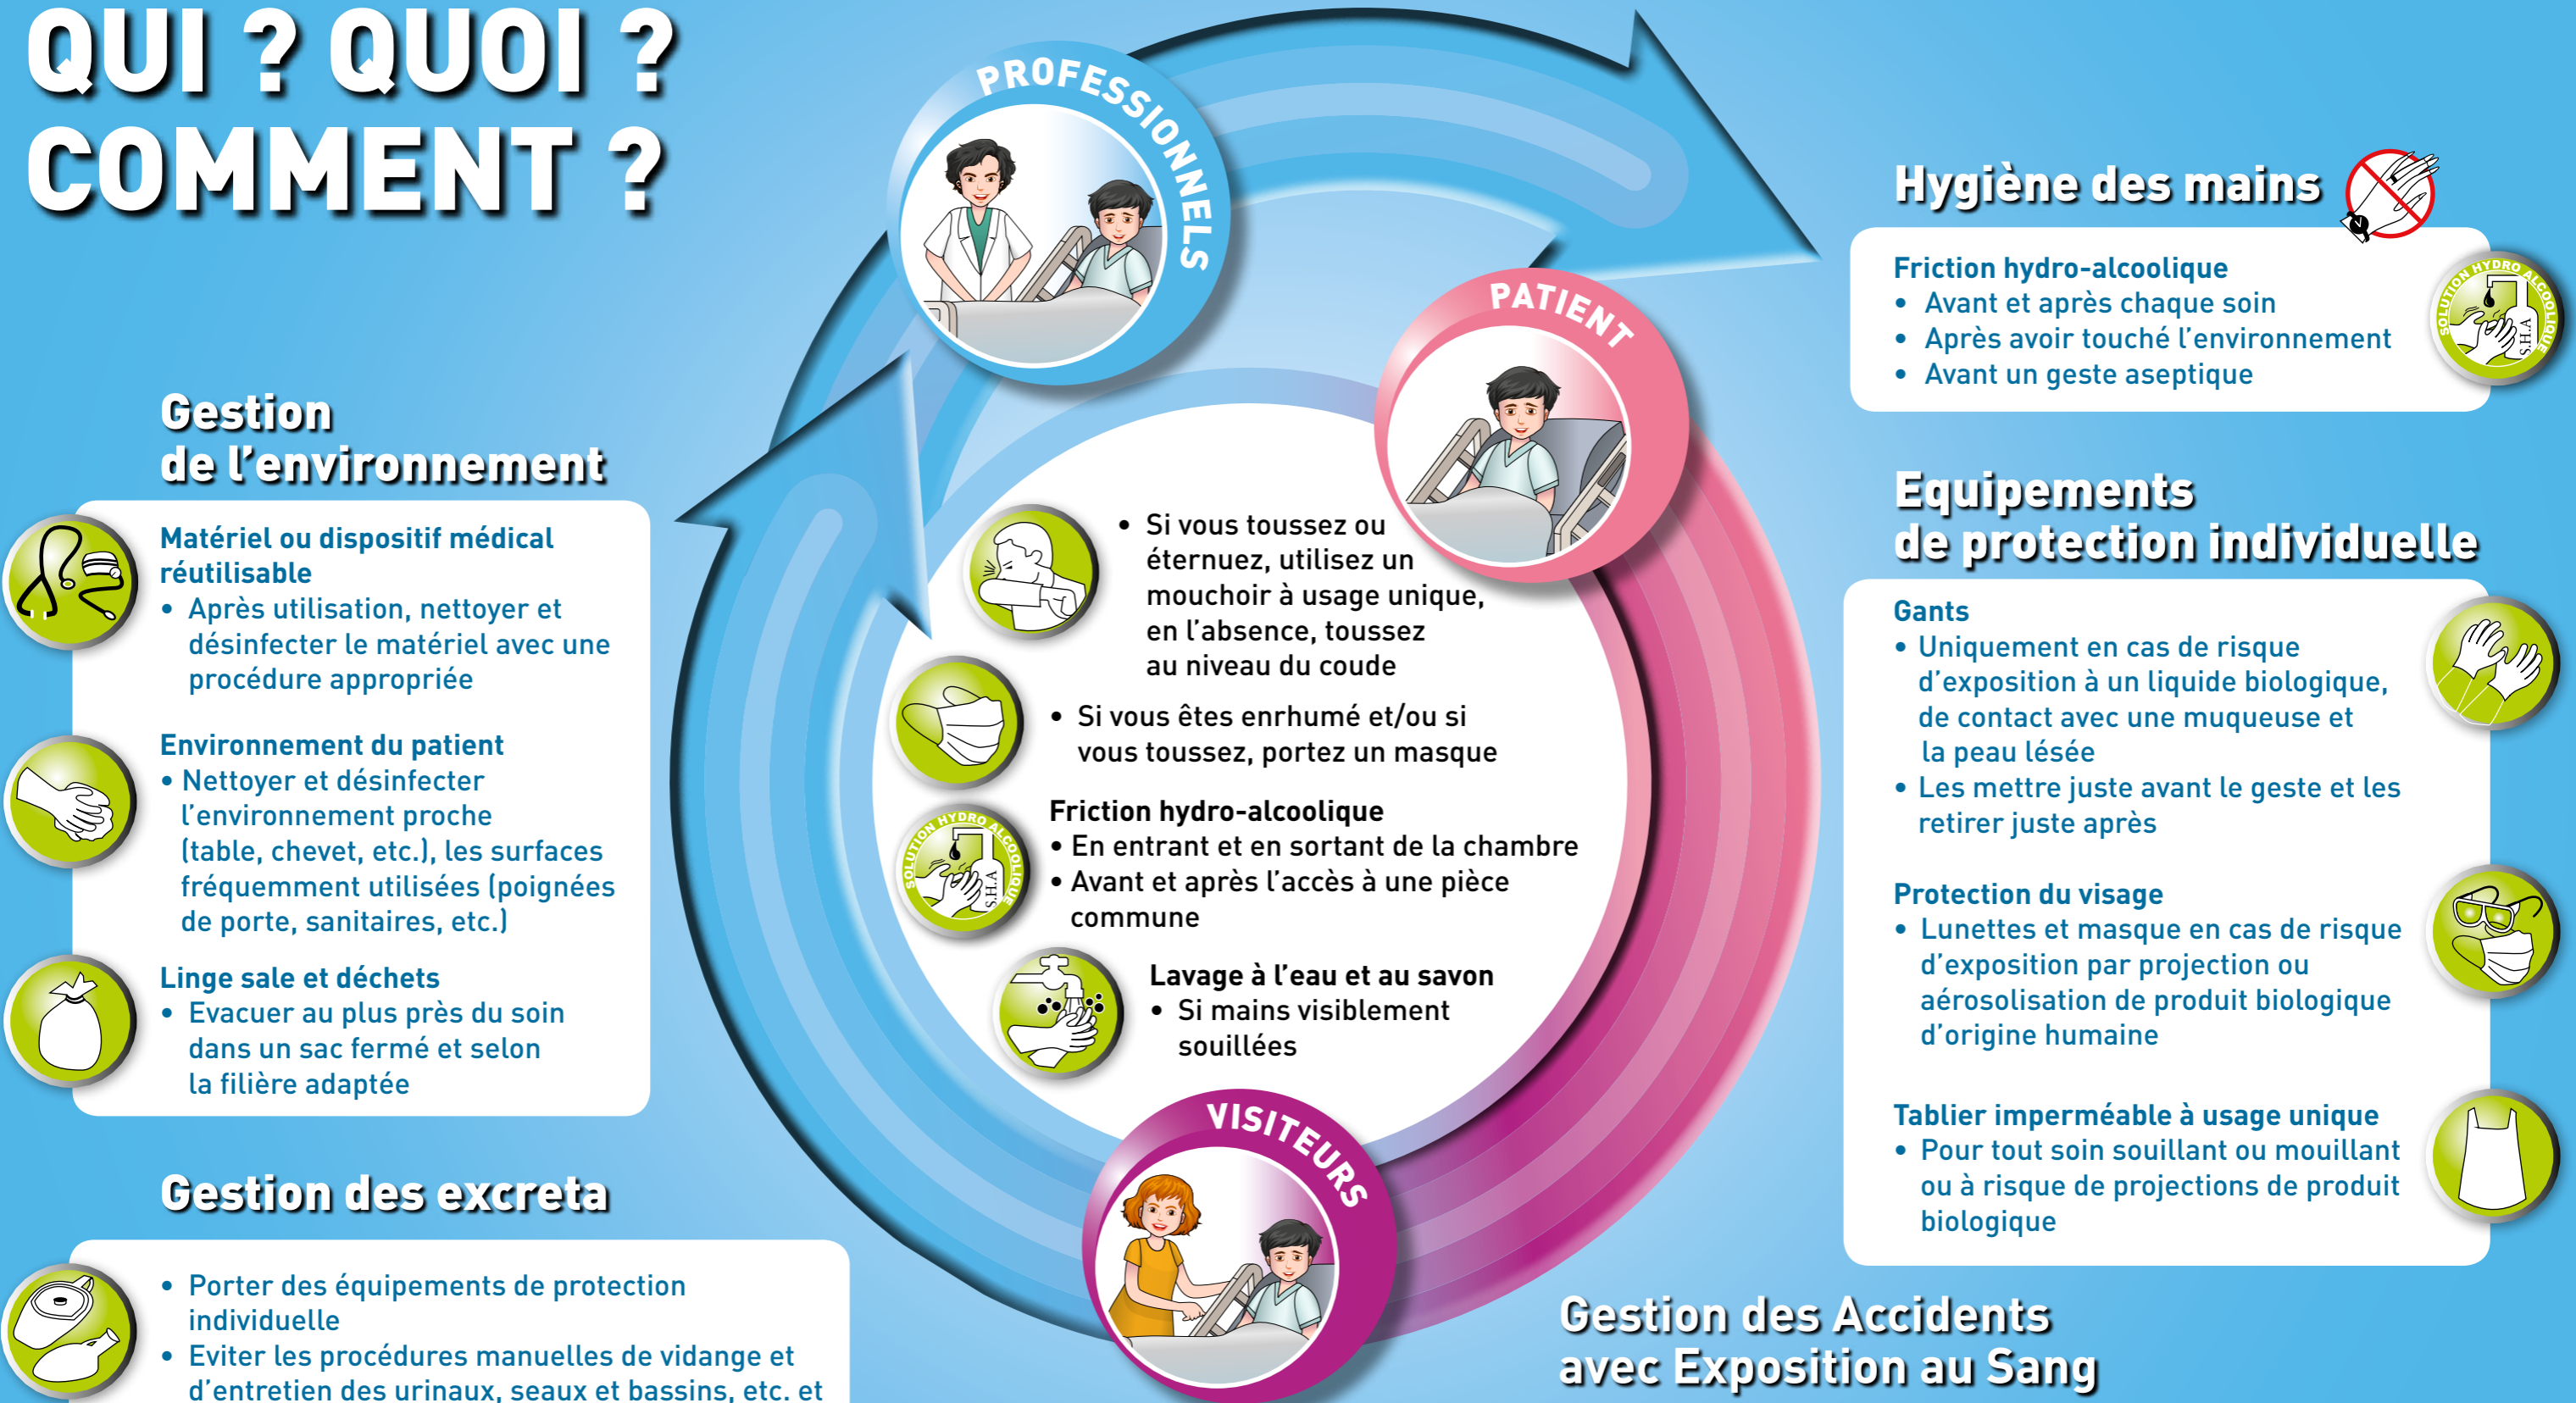 QUI ? QUOI ?
COMMENT ?
PROFESSIONNELS
PATIENT
VISITEURS
Gestion
de l'environnement
Matériel ou dispositif médical
réutilisable
• Après utilisation, nettoyer et
désinfecter le matériel avec une
procédure appropriée
Environnement du patient
• Nettoyer et désinfecter
l'environnement proche
(table, chevet, etc.), les surfaces
fréquemment utilisées (poignées
de porte, sanitaires, etc.)
Linge sale et déchets
• Evacuer au plus près du soin
dans un sac fermé et selon
la filière adaptée
Gestion des excreta
• Porter des équipements de protection
individuelle
• Eviter les procédures manuelles de vidange et
d'entretien des urinaux, seaux et bassins, etc. et
• Si vous toussez ou
éternuez, utilisez un
mouchoir à usage unique,
en l'absence, toussez
au niveau du coude
• Si vous êtes enrhumé et/ou si
vous toussez, portez un masque
SOLUTION HYDRO ALCOOLIQUE
S.H.A
Friction hydro-alcoolique
• En entrant et en sortant de la chambre
• Avant et après l'accès à une pièce
commune
Lavage à l'eau et au savon
• Si mains visiblement
souillées
Hygiène des mains
Friction hydro-alcoolique
• Avant et après chaque soin
• Après avoir touché l'environnement
• Avant un geste aseptique
SOLUTION HYDRO ALCOOLIQUE
S.H.A
Equipements
de protection individuelle
Gants
• Uniquement en cas de risque
d'exposition à un liquide biologique,
de contact avec une muqueuse et
la peau lésée
• Les mettre juste avant le geste et les
retirer juste après
Protection du visage
• Lunettes et masque en cas de risque
d'exposition par projection ou
aérosolisation de produit biologique
d'origine humaine
Tablier imperméable à usage unique
• Pour tout soin souillant ou mouillant
ou à risque de projections de produit
biologique
Gestion des Accidents
avec Exposition au Sang